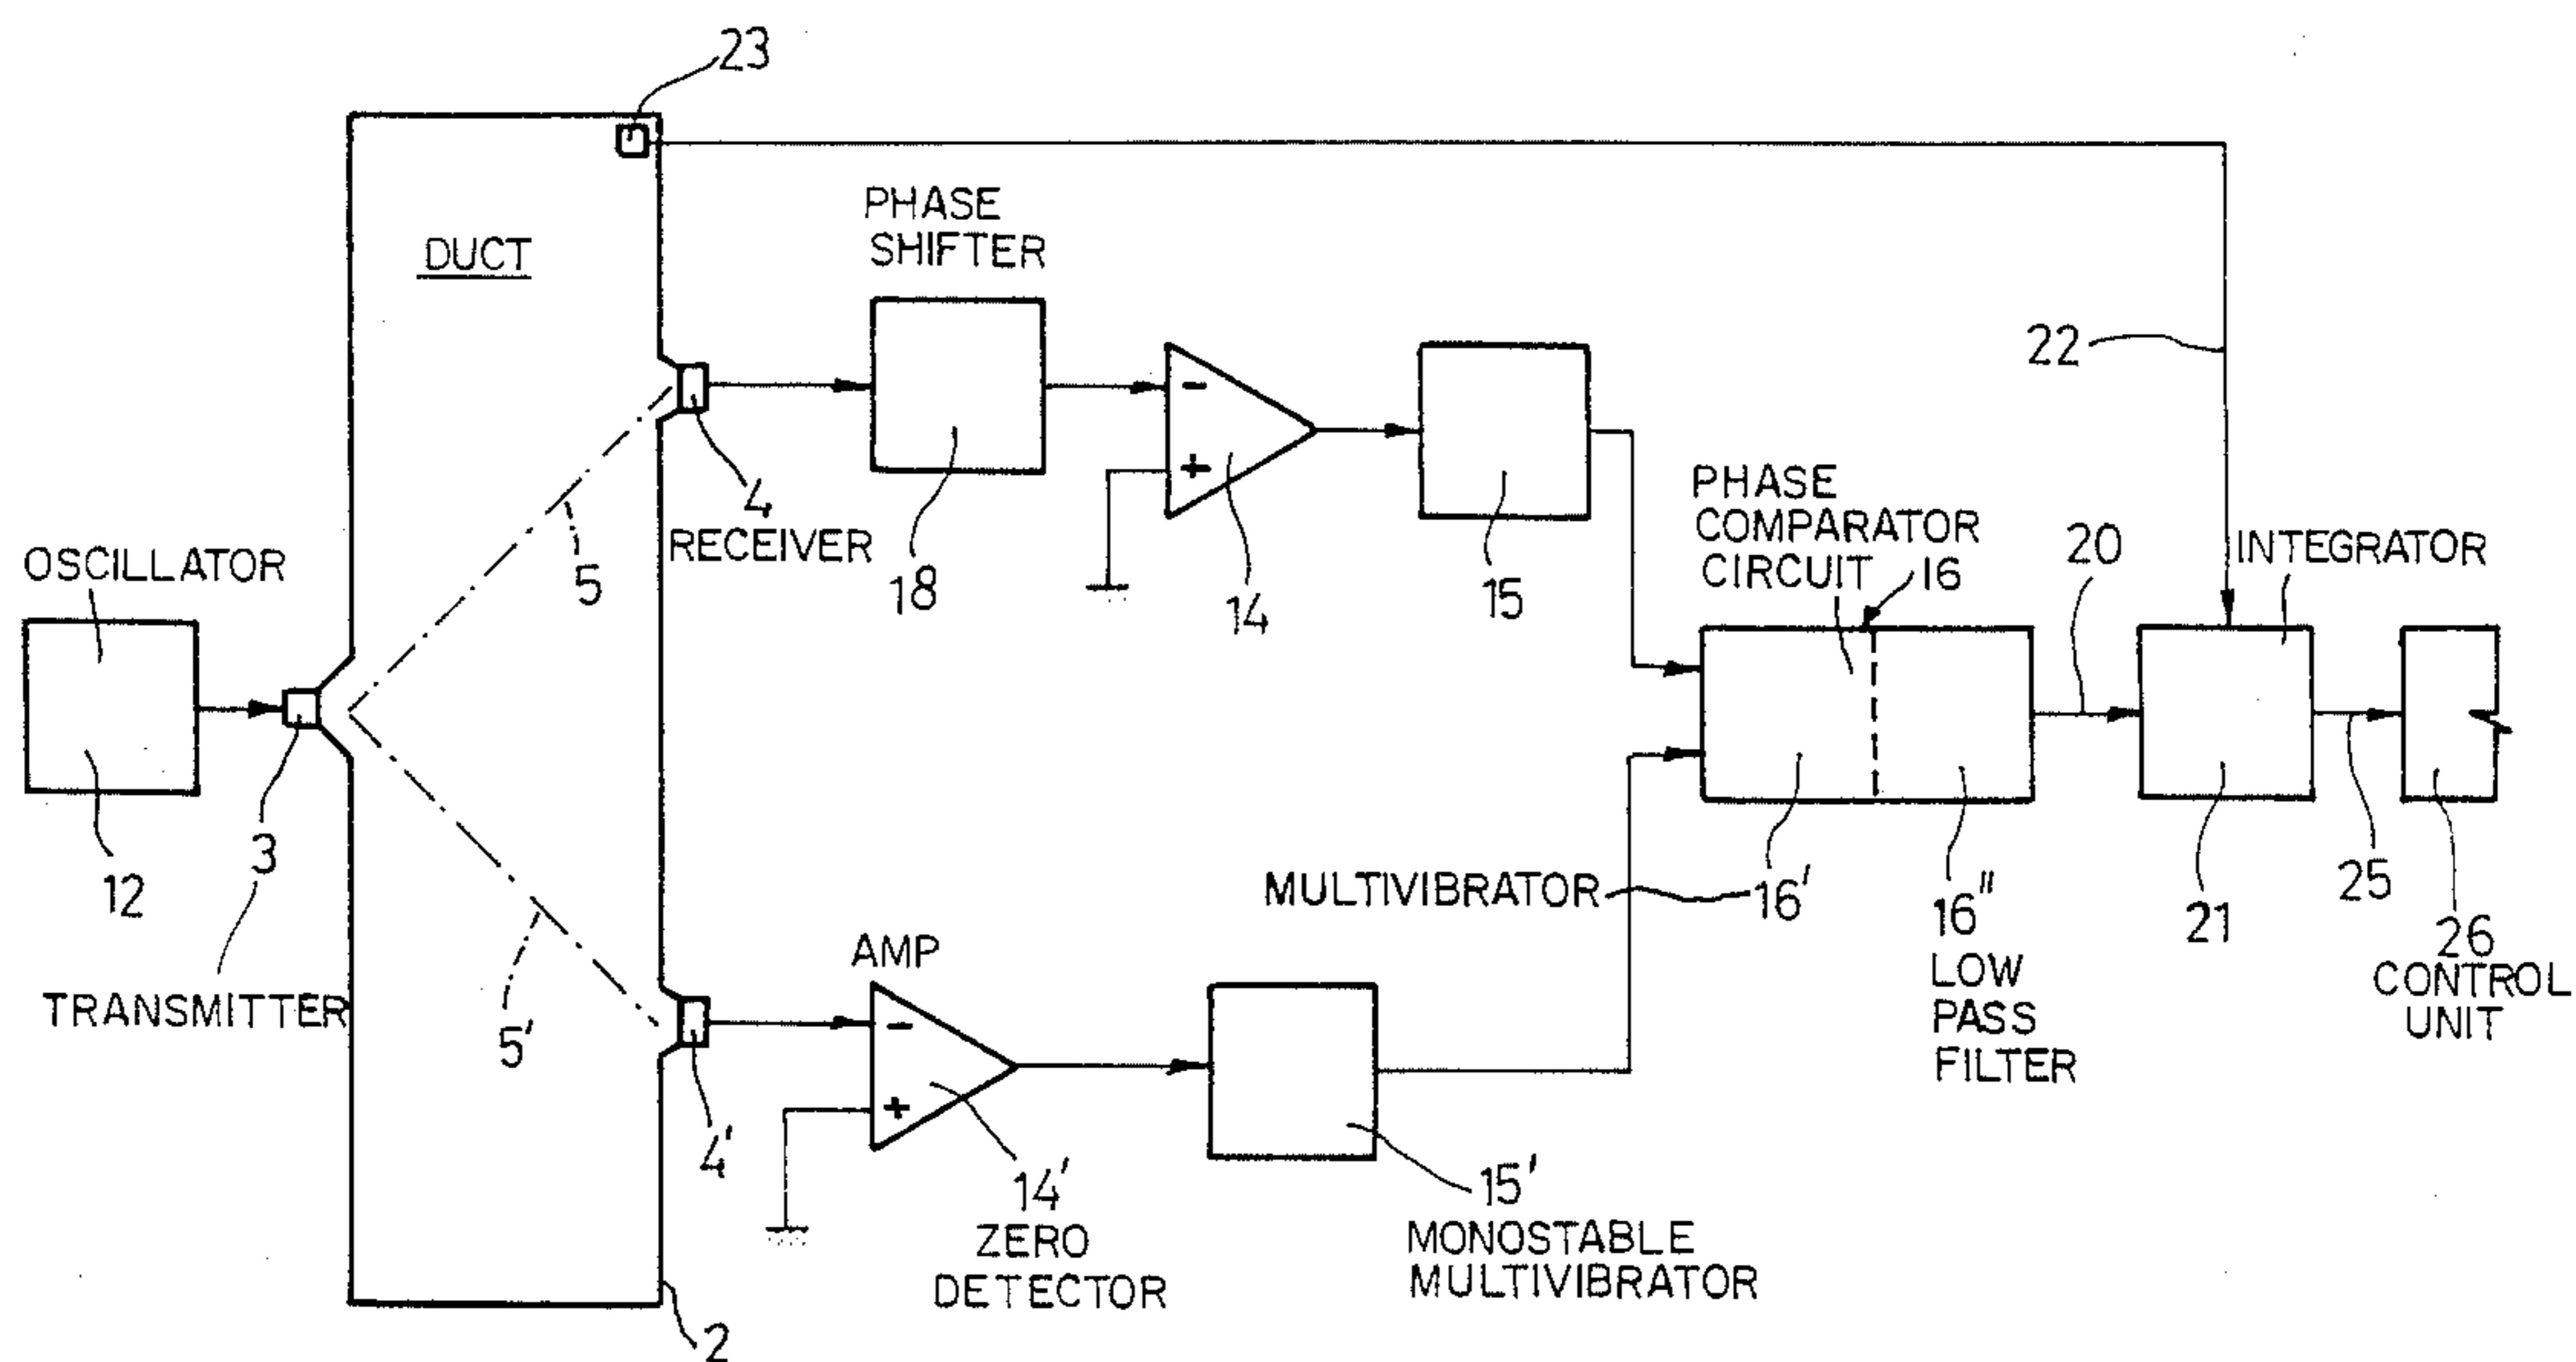 23
DUCT
PHASE
SHIFTER
22
4
RECEIVER
5
18
-
+
14
15
OSCILLATOR
12
3
TRANSMITTER
PHASE
COMPARATOR
CIRCUIT
16
20
INTEGRATOR
MULTIVIBRATOR
16'
16"
LOW
PASS
FILTER
21
25
26
CONTROL
UNIT
5'
4'
AMP
-
+
14'
ZERO
DETECTOR
15'
MONOSTABLE
MULTIVIBRATOR
2